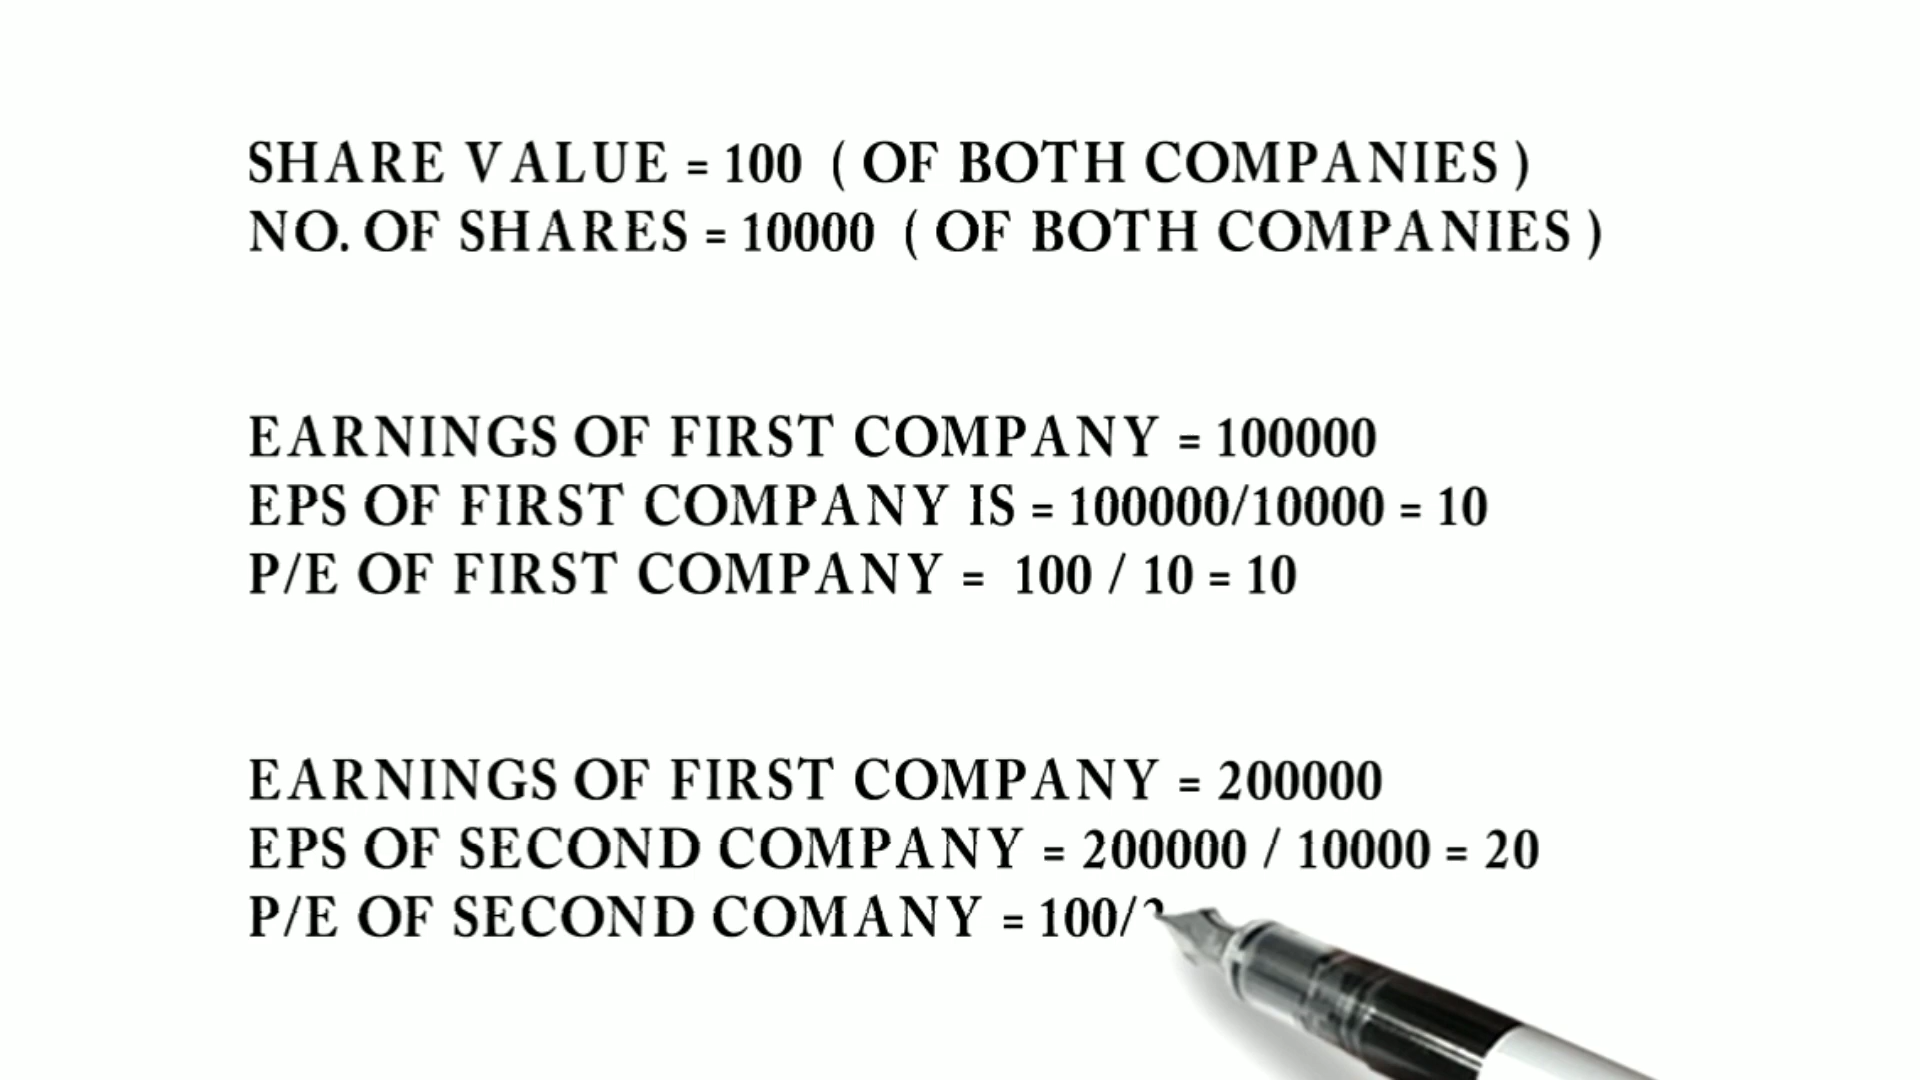 SHARE VALUE = 100 ( OF BOTH COMPANIES )
NO. OF SHARES = 10000 ( OF BOTH COMPANIES )
EARNINGS OF FIRST COMPANY = 100000
EPS OF FIRST COMPANY IS = 100000/10000 = 10
P/E OF FIRST COMPANY = 100 / 10 = 10
EARNINGS OF FIRST COMPANY = 200000
EPS OF SECOND COMPANY = 200000 / 10000 = 20
P/E OF SECOND COMANY = 100/